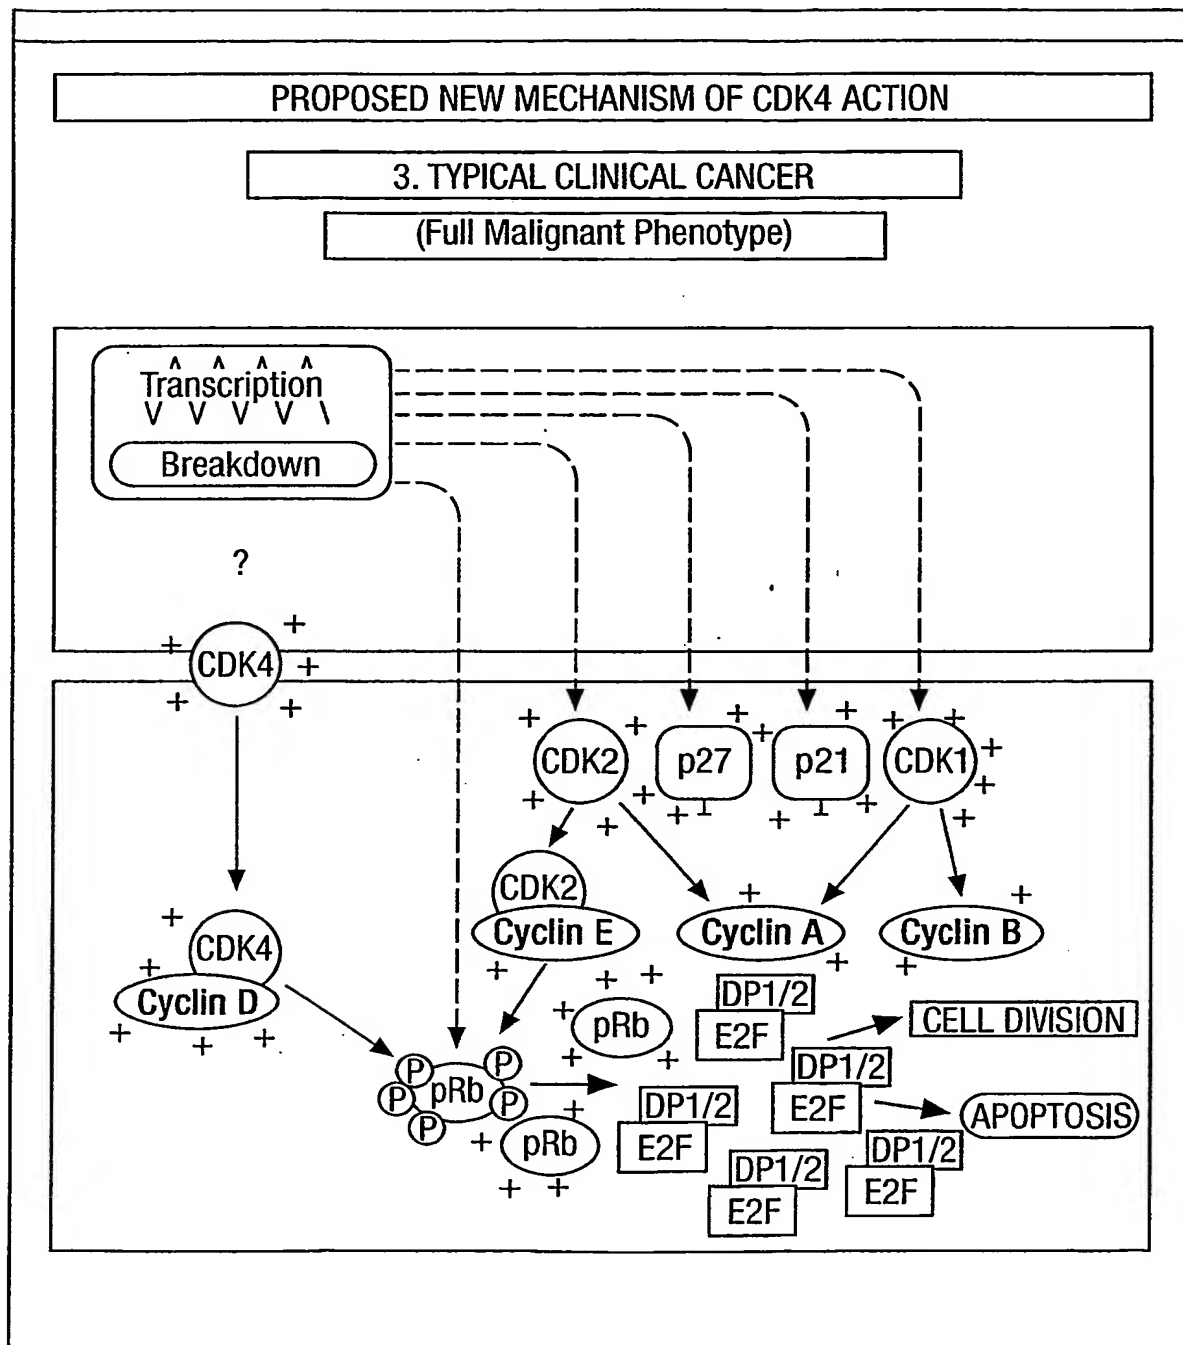 PROPOSED NEW MECHANISM OF CDK4 ACTION
3. TYPICAL CLINICAL CANCER
(Full Malignant Phenotype)
Transcription
Breakdown
?
+ + + + +
CDK4
+ + + + + +
CDK2
+ + + +
p27
+ + + +
p21
+ + + + +
CDK1
CDK2
Cyclin E
+
+
Cyclin A
+
+
Cyclin B
+
+
CDK4
+
Cyclin D
+ + +
+ + + + +
pRb
DP1/2
E2F
CELL DIVISION
P P P P P
pRb
DP1/2
E2F
DP1/2
E2F
APOPTOSIS
+ + + +
pRb
DP1/2
E2F
DP1/2
E2F